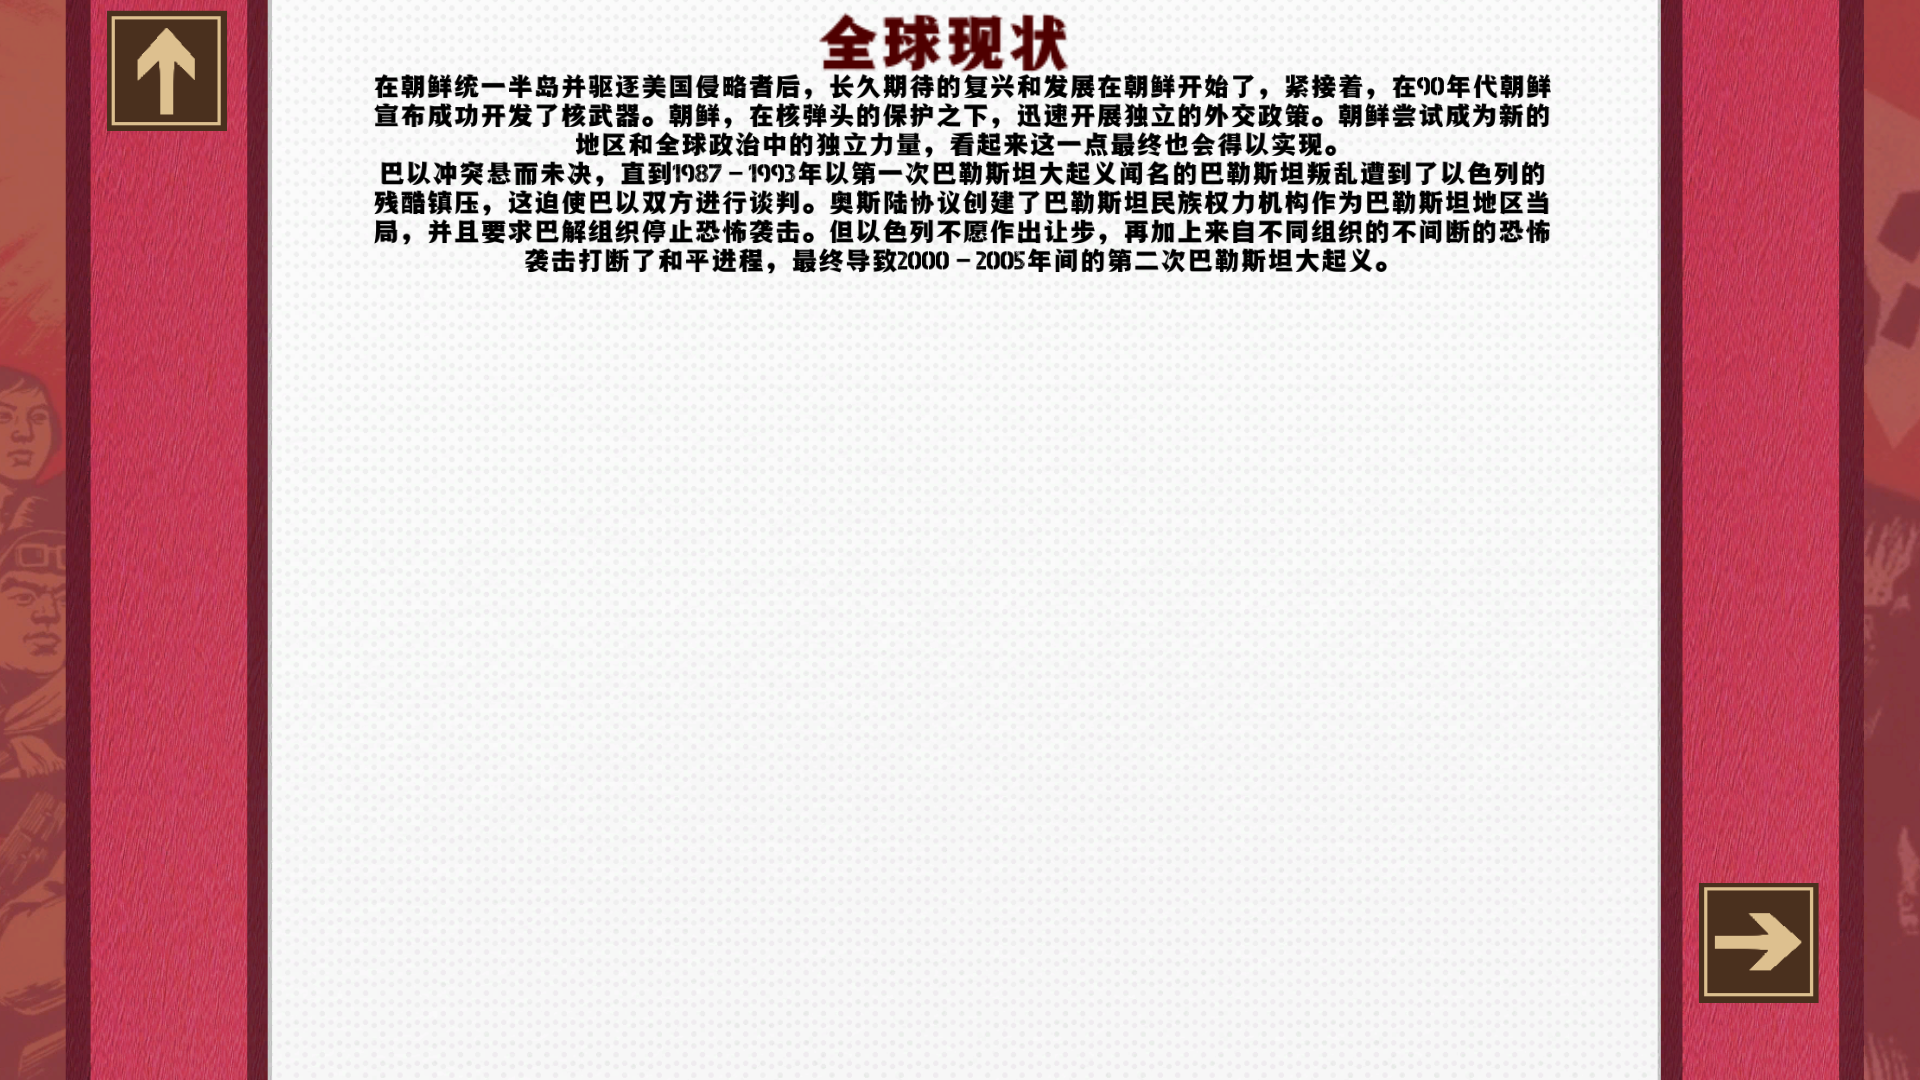 全球现状
在朝鲜统一半岛并驱逐美国侵略者后，长久期待的复兴和发展在朝鲜开始了，紧接着，在90年代朝鲜
宣布成功开发了核武器。朝鲜，在核弹头的保护之下，迅速开展独立的外交政策。朝鲜尝试成为新的
地区和全球政治中的独立力量，看起来这一点最终也会得以实现。
巴以冲突悬而未决，直到1987－1993年以第一次巴勒斯坦大起义闻名的巴勒斯坦叛乱遭到了以色列的
残酷镇压，这迫使巴以双方进行谈判。奥斯陆协议创建了巴勒斯坦民族权力机构作为巴勒斯坦地区当
局，并且要求巴解组织停止恐怖袭击。但以色列不愿作出让步，再加上来自不同组织的不间断的恐怖
袭击打断了和平进程，最终导致2000－2005年间的第二次巴勒斯坦大起义。